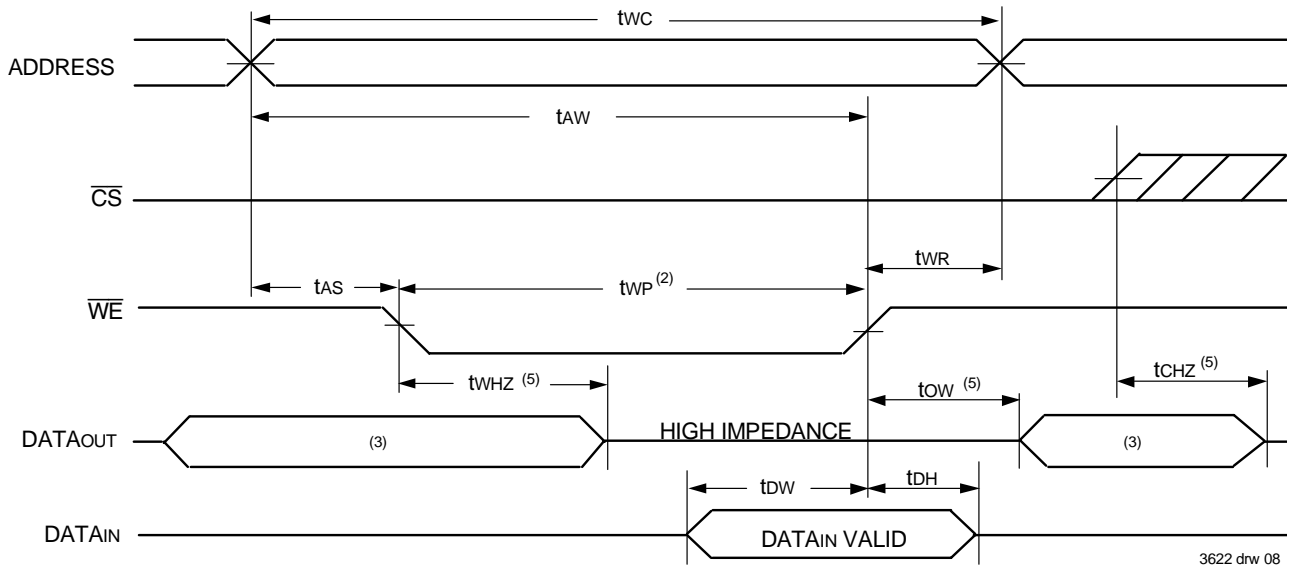 tWC
ADDRESS
tAW
CS
tWR
tAS
tWP (2)
WE
tWHZ (5)
tOW (5)
tCHZ (5)
DATAOUT
(3)
HIGH IMPEDANCE
(3)
tDW
tDH
DATAIN
DATAIN VALID
3622 drw 08